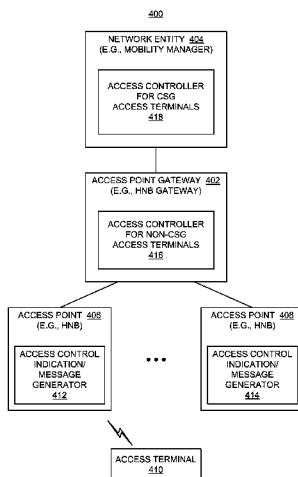 400
NETWORK ENTITY 404
(E.G., MOBILITY MANAGER)
ACCESS CONTROLLER
FOR CSG
ACCESS TERMINALS
418
ACCESS POINT GATEWAY 402
(E.G., HNB GATEWAY)
ACCESS CONTROLLER
FOR NON-CSG
ACCESS TERMINALS
416
ACCESS POINT 406
(E.G., HNB)
ACCESS CONTROL
INDICATION/
MESSAGE
GENERATOR
412
ACCESS POINT 408
(E.G., HNB)
ACCESS CONTROL
INDICATION/
MESSAGE
GENERATOR
414
ACCESS TERMINAL
410